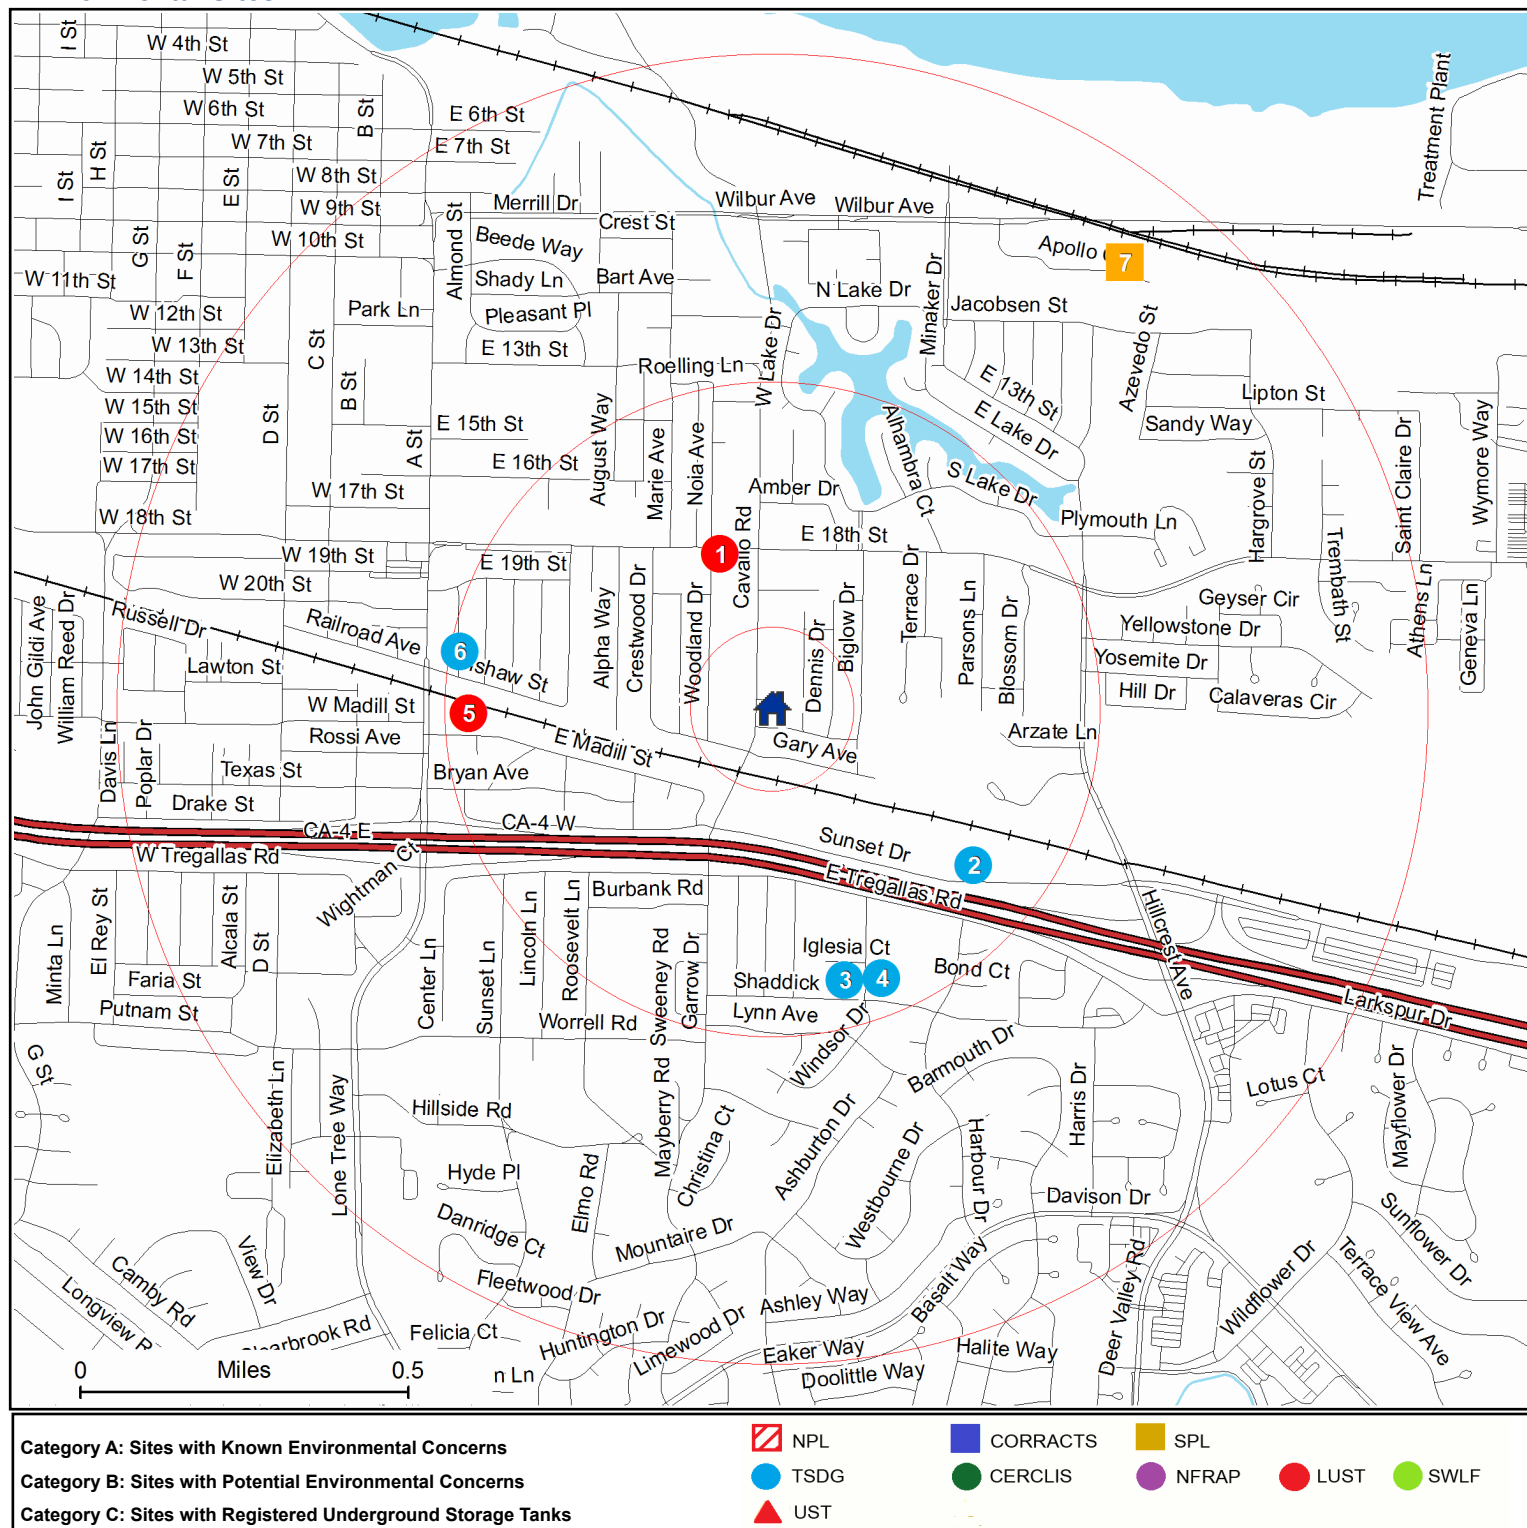 I St
W 4th St
W 5th St
W 6th St
B St
E 6th St
W 7th St
E 7th St
H St
I St
W 8th St
E St
W 9th St
Merrill Dr
Wilbur Ave
Wilbur Ave
Treatment Plant
Crest St
W 10th St
G St
F St
Almond St
Beede Way
Apollo
7
W 11th St
Shady Ln
Bart Ave
N Lake Dr
Minaker Dr
Jacobsen St
W 12th St
Park Ln
Pleasant Pl
W 13th St
C St
E 13th St
W Lake Dr
Azevedo St
W 14th St
B St
Roelling Ln
E 13th St
Lipton St
W 15th St
D St
E 15th St
August Way
E Lake Dr
Sandy Way
W 16th St
A St
Marie Ave
Noia Ave
Alhambra Ct
Saint Claire Dr
Wymore Way
W 17th St
E 16th St
S Lake Dr
Hargrove St
W 17th St
Amber Dr
W 18th St
Cavallo Rd
E 18th St
Plymouth Ln
W 19th St
E 19th St
1
Trembath St
W 20th St
Alpha Way
Crestwood Dr
Woodland Dr
Terrace Dr
Parsons Ln
Blossom Dr
Geyser Cir
Athens Ln
Geneva Ln
John Gildi Ave
William Reed Dr
Russell Dr
Railroad Ave
Dennis Dr
Biglow Dr
Yellowstone Dr
6
shaw St
Lawton St
Yosemite Dr
Hill Dr
Calaveras Cir
W Madill St
5
Rossi Ave
E Madill St
Gary Ave
Arzate Ln
Davis Ln
Poplar Dr
Texas St
Bryan Ave
Drake St
CA-4 E
CA-4 W
Sunset Dr
W Tregallas Rd
2
E Tregallas Rd
Wightman Ct
Burbank Rd
Hillcrest Ave
Minta Ln
El Rey St
Alcala St
D St
Center Ln
Sunset Ln
Lincoln Ln
Roosevelt Ln
Sweeney Rd
Garrow Dr
Iglesia Ct
Faria St
Shaddick
3
4
Bond Ct
Larkspur Dr
Putnam St
Worrell Rd
Lynn Ave
Windsor Dr
G St
Barmouth Dr
Elizabeth Ln
Lone Tree Way
Hillside Rd
Mayberry Rd
Christina Ct
Ashburton Dr
Harris Dr
Lotus Ct
Mayflower Dr
Westbourne Dr
Harbour Dr
Hyde Pl
Elmo Rd
Davison Dr
Danridge Ct
Mountaire Dr
Sunflower Dr
View Dr
Camby Rd
Longview R
Fleetwood Dr
Ashley Way
Basalt Way
Deer Valley Rd
Wildflower Dr
Terrace View Ave
earbrook Rd
Felicia Ct
Huntington Dr
Limewood Dr
Eaker Way
Halite Way
0 Miles 0.5
n Ln
Doolittle Way
Category A: Sites with Known Environmental Concerns
NPL CORRACTS SPL
Category B: Sites with Potential Environmental Concerns
TSDG CERCLIS NFRAP LUST SWLF
Category C: Sites with Registered Underground Storage Tanks
UST